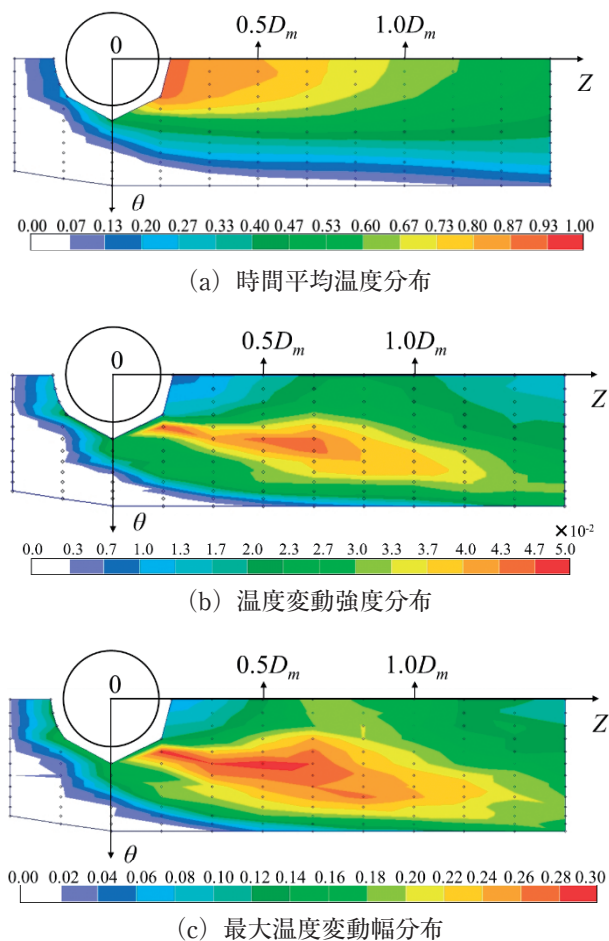 0 0.5Dm 1.0Dm
Z
θ
0.00 0.07 0.13 0.20 0.27 0.33 0.40 0.47 0.53 0.60 0.67 0.73 0.80 0.87 0.93 1.00
(a) 時間平均温度分布
0 0.5Dm 1.0Dm
Z
θ
×10-2
0.0 0.3 0.7 1.0 1.3 1.7 2.0 2.3 2.7 3.0 3.3 3.7 4.0 4.3 4.7 5.0
(b) 温度変動強度分布
0 0.5Dm 1.0Dm
Z
θ
0.00 0.02 0.04 0.06 0.08 0.10 0.12 0.14 0.16 0.18 0.20 0.22 0.24 0.26 0.28 0.30
(c) 最大温度変動幅分布